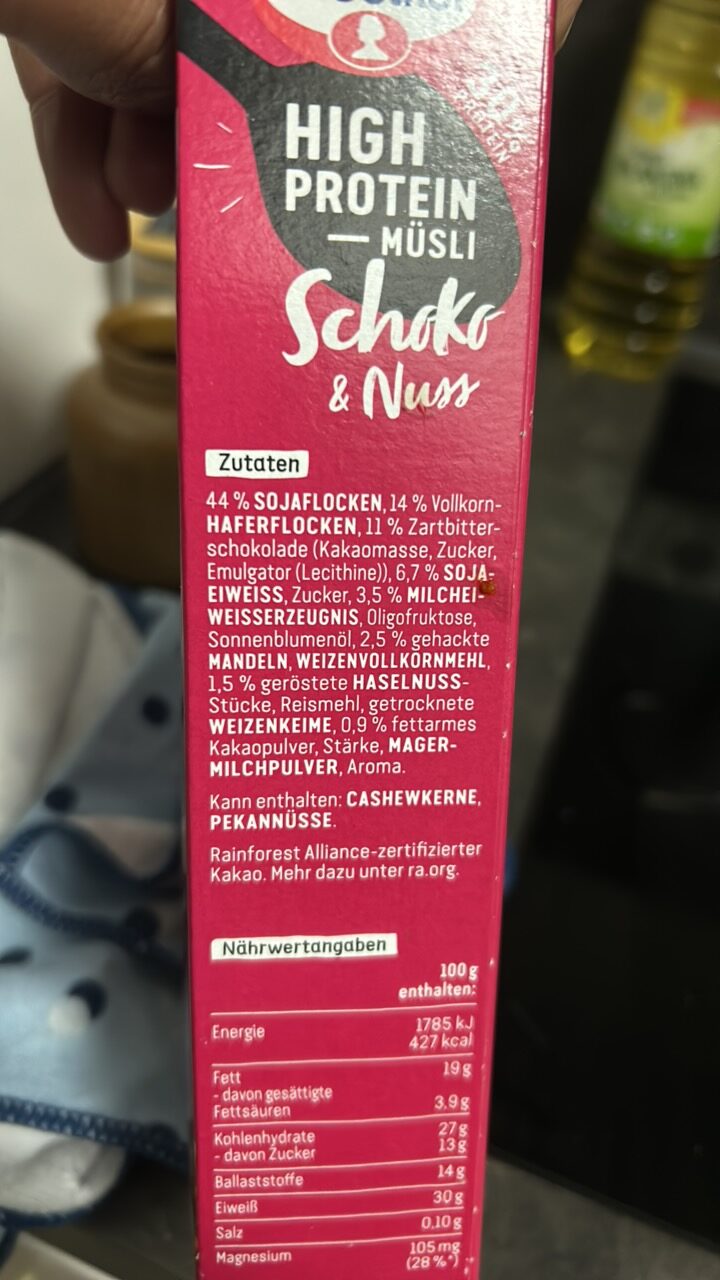 HIGH
PROTEIN
— MÜSLI
Schoko
& Nuss
Zutaten
44 % SOJAFLOCKEN, 14 % Vollkorn-
HAFERFLOCKEN, 11 % Zartbitter-
schokolade (Kakaomasse, Zucker,
Emulgator (Lecithine)), 6,7 % SOJA-
EIWEISS, Zucker, 3,5 % MILCHEI-
WEISSERZEUGNIS, Oligofruktose,
Sonnenblumenöl, 2,5 % gehackte
MANDELN, WEIZENVOLLKORNMEHL,
1,5 % geröstete HASELNUSS-
Stücke, Reismehl, getrocknete
WEIZENKEIME, 0,9 % fettarmes
Kakaopulver, Stärke, MAGER-
MILCHPULVER, Aroma.
Kann enthalten: CASHEWKERNE,
PEKANNÜSSE.
Rainforest Alliance-zertifizierter
Kakao. Mehr dazu unter ra.org.
Nährwertangaben
100 g
enthalten:
Energie 1785 kJ
427 kcal
Fett 19 g
- davon gesättigte
Fettsäuren 3,9 g
Kohlenhydrate 27 g
- davon Zucker 13 g
Ballaststoffe 14 g
Eiweiß 30 g
Salz 0,10 g
Magnesium 105 mg
(28 %*)